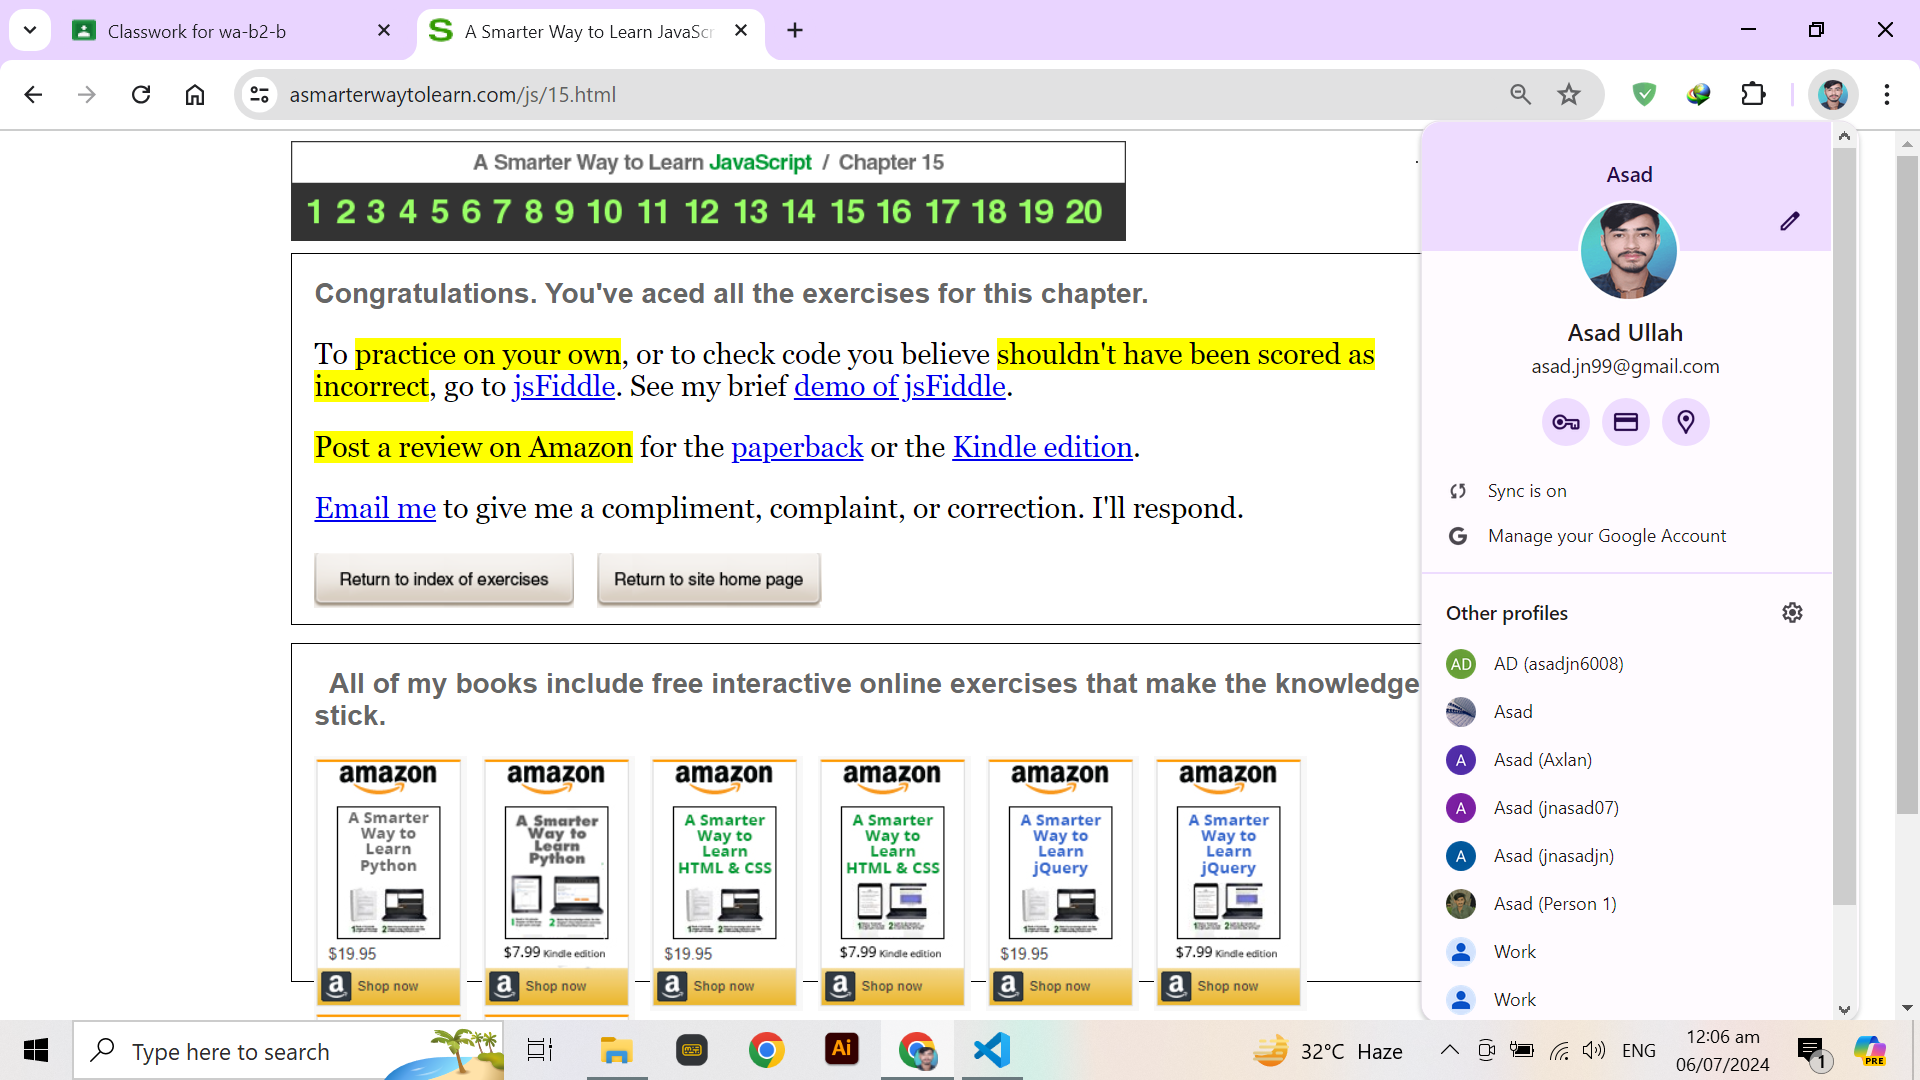 Classwork for wa-b2-b
A Smarter Way to Learn JavaScr
asmarterwaytolearn.com/js/15.html
A Smarter Way to Learn JavaScript / Chapter 15
1 2 3 4 5 6 7 8 9 10 11 12 13 14 15 16 17 18 19 20
Congratulations. You've aced all the exercises for this chapter.
To practice on your own, or to check code you believe shouldn't have been scored as
incorrect, go to jsFiddle. See my brief demo of jsFiddle.
Post a review on Amazon for the paperback or the Kindle edition.
Email me to give me a compliment, complaint, or correction. I'll respond.
Return to index of exercises
Return to site home page
All of my books include free interactive online exercises that make the knowledge
stick.
amazon
A Smarter
Way to
Learn
Python
$19.95
Shop now
amazon
A Smarter
Way to
Learn
Python
$7.99 Kindle edition
Shop now
amazon
A Smarter
Way to
Learn
HTML & CSS
$19.95
Shop now
amazon
A Smarter
Way to
Learn
HTML & CSS
$7.99 Kindle edition
Shop now
amazon
A Smarter
Way to
Learn
jQuery
$19.95
Shop now
amazon
A Smarter
Way to
Learn
jQuery
$7.99 Kindle edition
Shop now
Asad
Asad Ullah
asad.jn99@gmail.com
Sync is on
Manage your Google Account
Other profiles
AD AD (asadjn6008)
Asad
A Asad (Axlan)
A Asad (jnasad07)
A Asad (jnasadjn)
Asad (Person 1)
Work
Work
Type here to search
Ai
32°C Haze
ENG
12:06 am
06/07/2024
1
PRE